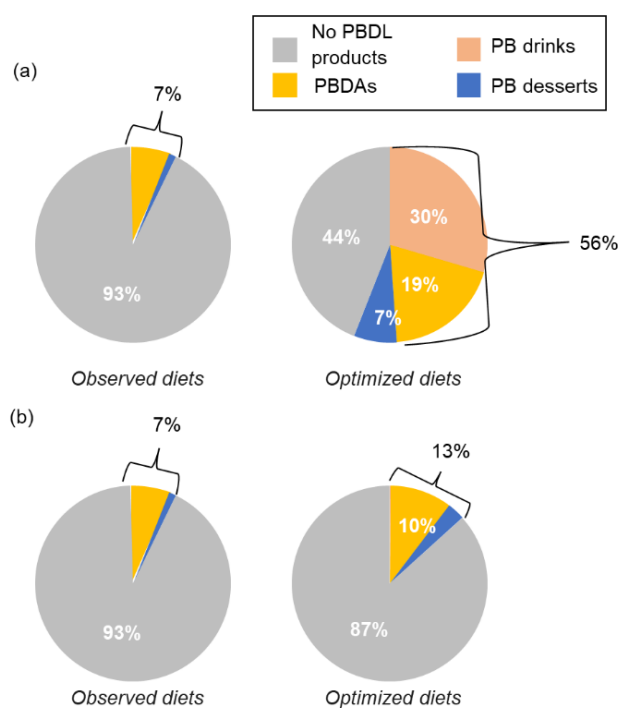 No PBDL
products
PB drinks
PBDAs
PB desserts
(a)
7%
93%
Observed diets
44%
30%
19%
7%
56%
Optimized diets
(b)
7%
93%
Observed diets
13%
10%
87%
Optimized diets